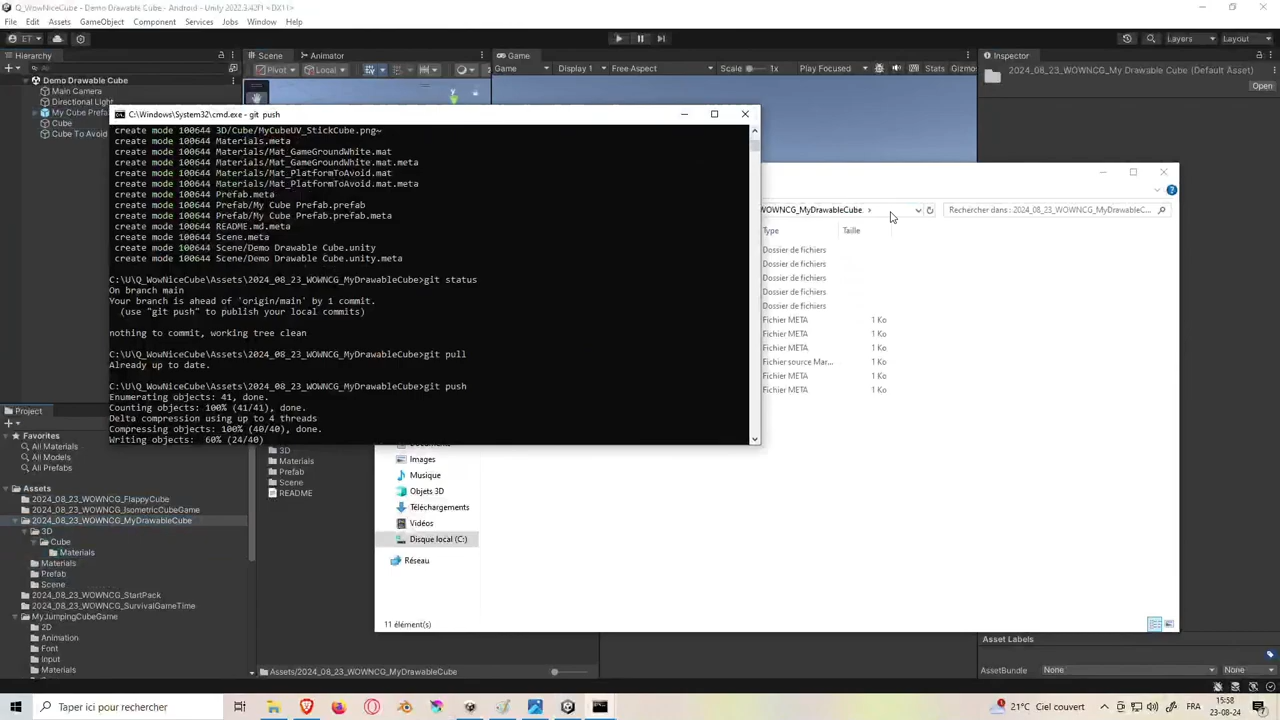 Q_WowNiceCube - Demo Drawable Cube - Android - Unity 2022.3.42f1 <DX11>
File Edit Assets GameObject Component Services Jobs Window Help
ET
Layers
Layout
Hierarchy
Scene
Animator
Game
Inspector
Pivot
Local
Game
Display 1
Free Aspect
Scale
1x
Play Focused
Stats
Gizmos
2024_08_23_WOWNCG_My Drawable Cube (Default Asset)
Open
Demo Drawable Cube
Main Camera
Directional Light
My Cube Prefa
Cube
Cube To Avoid
C:\Windows\System32\cmd.exe - git push
create mode 100644 3D/Cube/MyCubeUV_StickCube.png~
create mode 100644 Materials.meta
create mode 100644 Materials/Mat_GameGroundWhite.mat
create mode 100644 Materials/Mat_GameGroundWhite.mat.meta
create mode 100644 Materials/Mat_PlatformToAvoid.mat
create mode 100644 Materials/Mat_PlatformToAvoid.mat.meta
create mode 100644 Prefab.meta
create mode 100644 Prefab/My Cube Prefab.prefab
create mode 100644 Prefab/My Cube Prefab.prefab.meta
create mode 100644 README.md.meta
create mode 100644 Scene.meta
create mode 100644 Scene/Demo Drawable Cube.unity
create mode 100644 Scene/Demo Drawable Cube.unity.meta
C:\U\Q_WowNiceCube\Assets\2024_08_23_WOWNCG_MyDrawableCube>git status
On branch main
Your branch is ahead of 'origin/main' by 1 commit.
(use "git push" to publish your local commits)
nothing to commit, working tree clean
C:\U\Q_WowNiceCube\Assets\2024_08_23_WOWNCG_MyDrawableCube>git pull
Already up to date.
C:\U\Q_WowNiceCube\Assets\2024_08_23_WOWNCG_MyDrawableCube>git push
Enumerating objects: 41, done.
Counting objects: 100% (41/41), done.
Delta compression using up to 4 threads
Compressing objects: 100% (40/40), done.
Writing objects: 60% (24/40)
WOWNCG_MyDrawableCube
Rechercher dans : 2024_08_23_WOWNCG_MyDrawableC...
Type
Taille
Dossier de fichiers
Dossier de fichiers
Dossier de fichiers
Dossier de fichiers
Dossier de fichiers
Fichier META 1 Ko
Fichier META 1 Ko
Fichier META 1 Ko
Fichier source Mar... 1 Ko
Fichier META 1 Ko
Fichier META 1 Ko
Images
Musique
Objets 3D
Téléchargements
Vidéos
Disque local (C:)
Réseau
11 élément(s)
Project
Favorites
All Materials
All Models
All Prefabs
Assets
2024_08_23_WOWNCG_FlappyCube
2024_08_23_WOWNCG_IsometricCubeGame
2024_08_23_WOWNCG_MyDrawableCube
3D
Cube
Materials
Materials
Prefab
Scene
2024_08_23_WOWNCG_StartPack
2024_08_23_WOWNCG_SurvivalGameTime
MyJumpingCubeGame
2D
Animation
Font
Input
Materials
3D
Materials
Prefab
Scene
README
Assets/2024_08_23_WOWNCG_MyDrawableCube
Asset Labels
AssetBundle
None
None
Taper ici pour rechercher
21°C Ciel couvert
FRA
15:58
23-08-24